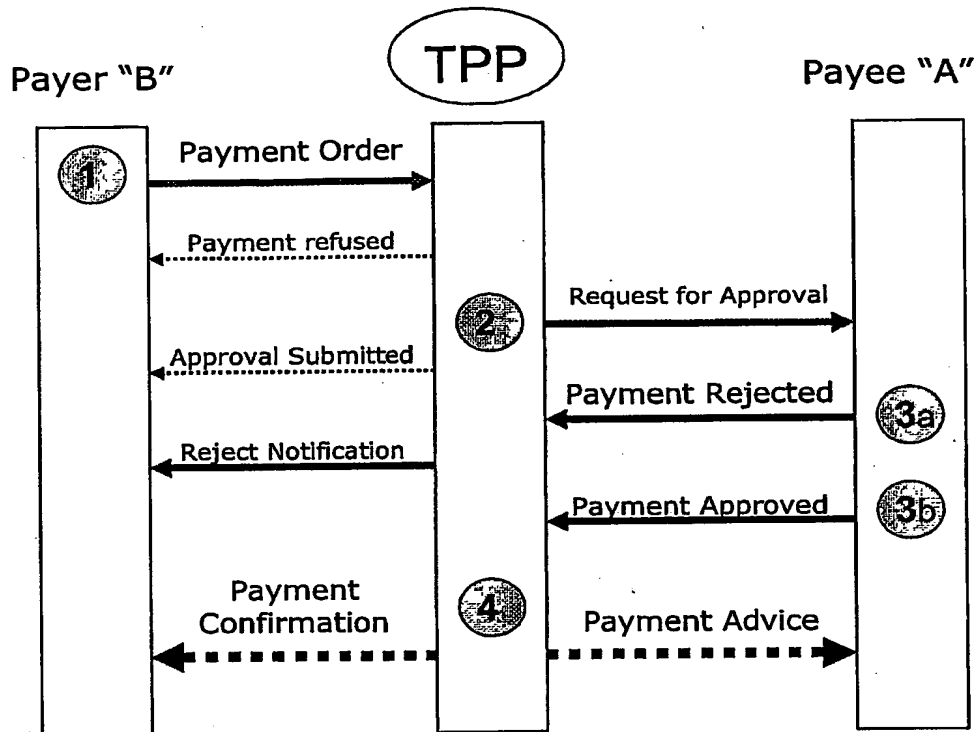 TPP
Payer "B"
Payee "A"
1
Payment Order
Payment refused
2
Request for Approval
Approval Submitted
Payment Rejected
3a
Reject Notification
Payment Approved
3b
Payment
Confirmation
4
Payment Advice